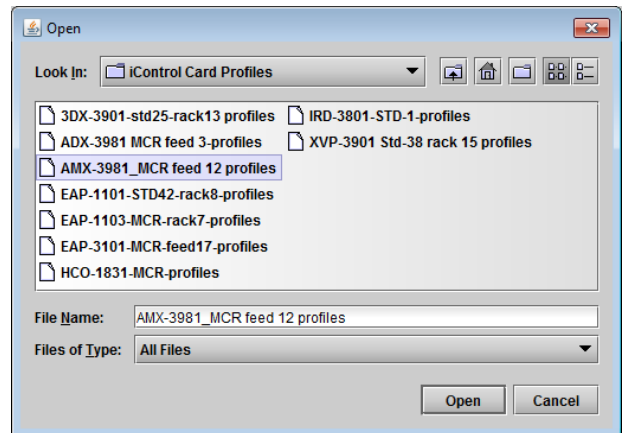 Open
Look In: iControl Card Profiles
3DX-3901-std25-rack13 profiles
ADX-3981 MCR feed 3-profiles
AMX-3981_MCR feed 12 profiles
EAP-1101-STD42-rack8-profiles
EAP-1103-MCR-rack7-profiles
EAP-3101-MCR-feed17-profiles
HCO-1831-MCR-profiles
IRD-3801-STD-1-profiles
XVP-3901 Std-38 rack 15 profiles
File Name: AMX-3981_MCR feed 12 profiles
Files of Type: All Files
Open Cancel